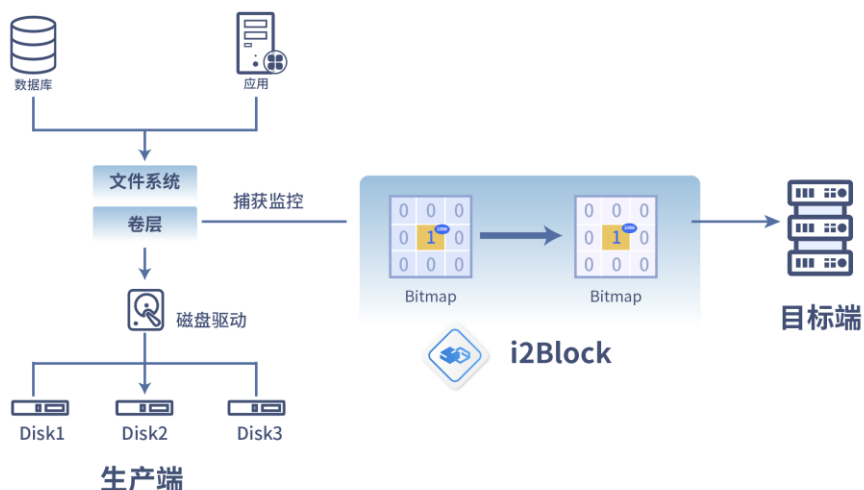 数据库
应用
文件系统
卷层
捕获监控
0 0 0
0 1 0
0 0 0
Bitmap
0 0 0
0 1 0
0 0 0
Bitmap
磁盘驱动
i2Block
目标端
Disk1
Disk2
Disk3
生产端